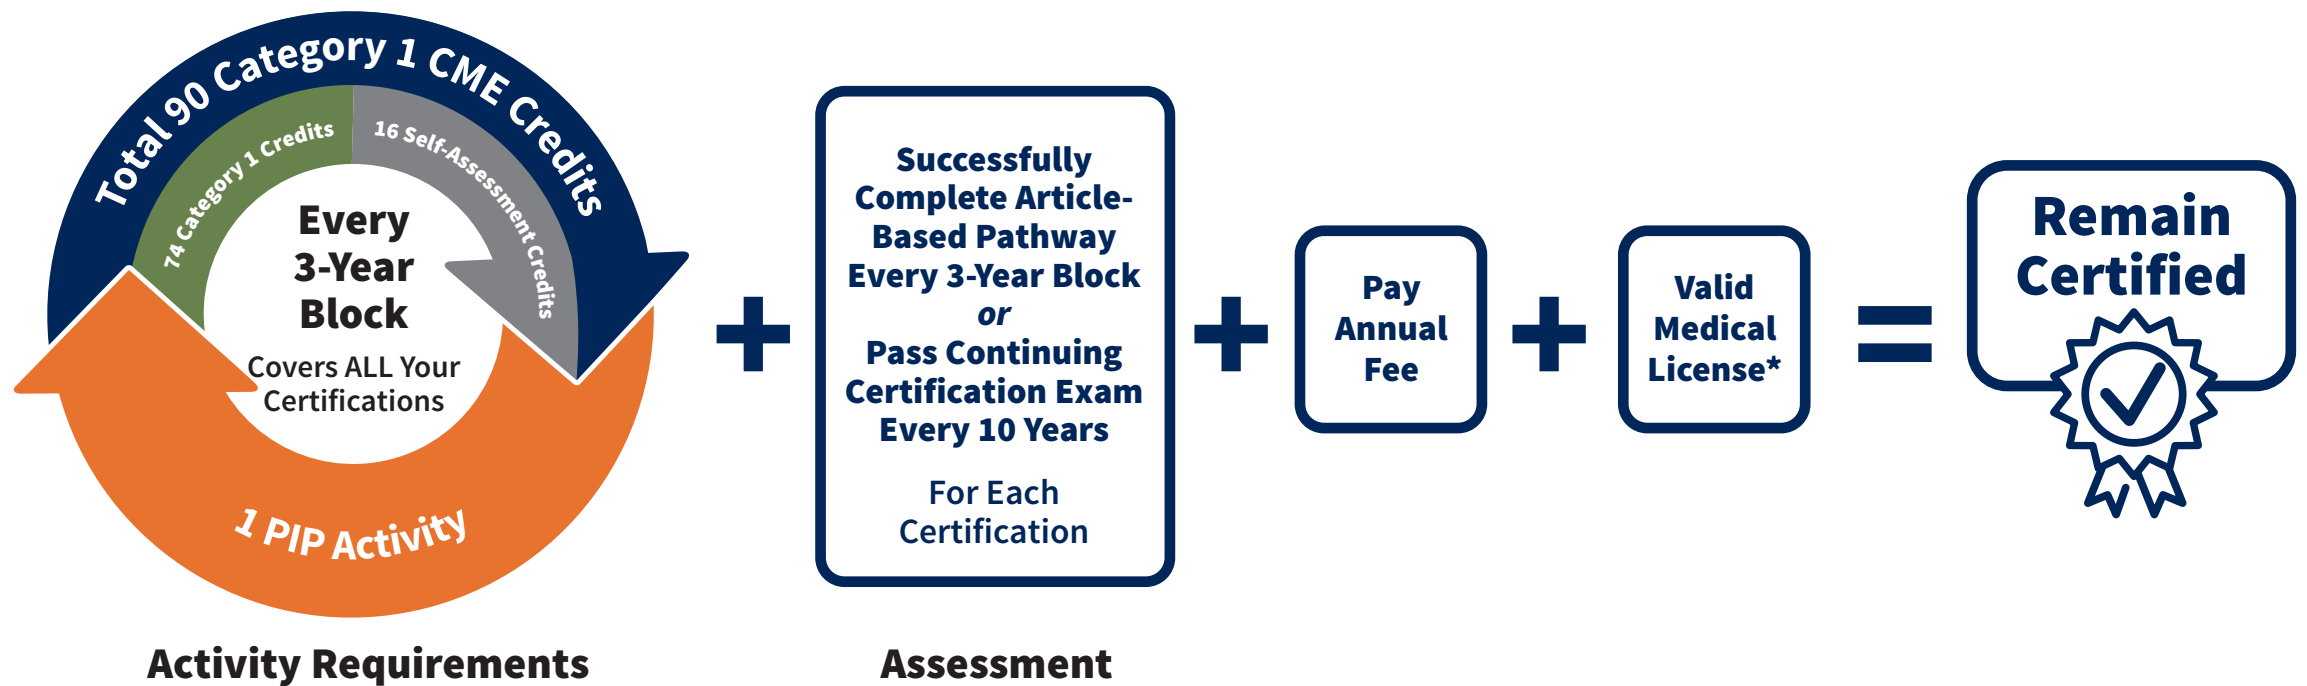 Total 90 Category 1 CME Credits
74 Category 1 Credits
16 Self-Assessment Credits
Every
3-Year
Block
Covers ALL Your
Certifications
1 PIP Activity
Activity Requirements
+
Successfully
Complete Article-
Based Pathway
Every 3-Year Block
or
Pass Continuing
Certification Exam
Every 10 Years
For Each
Certification
Assessment
+
Pay
Annual
Fee
+
Valid
Medical
License*
=
Remain
Certified